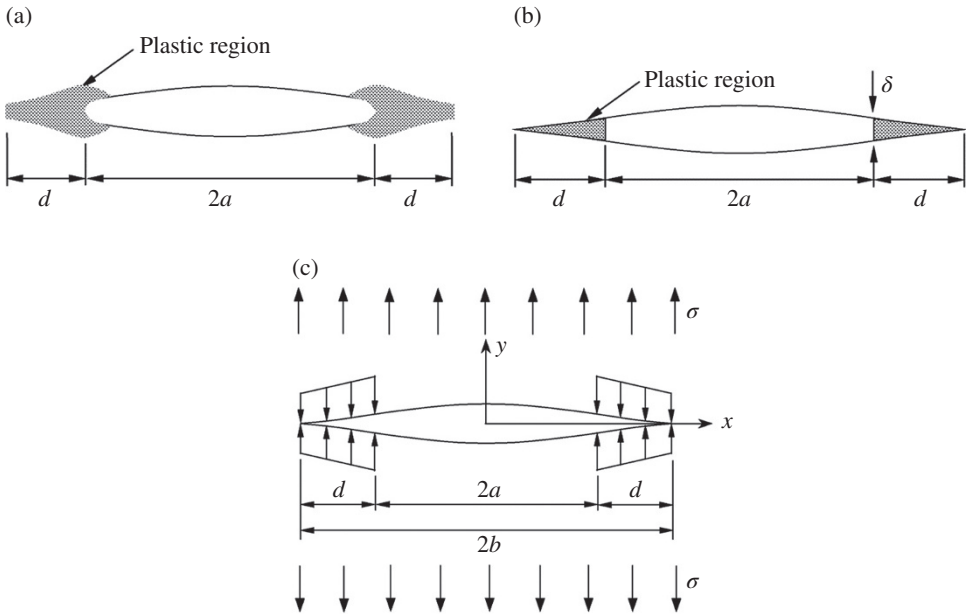 (a)
Plastic region
d
2a
d
(b)
Plastic region
δ
d
2a
d
(c)
σ
y
x
d
2a
d
2b
σ